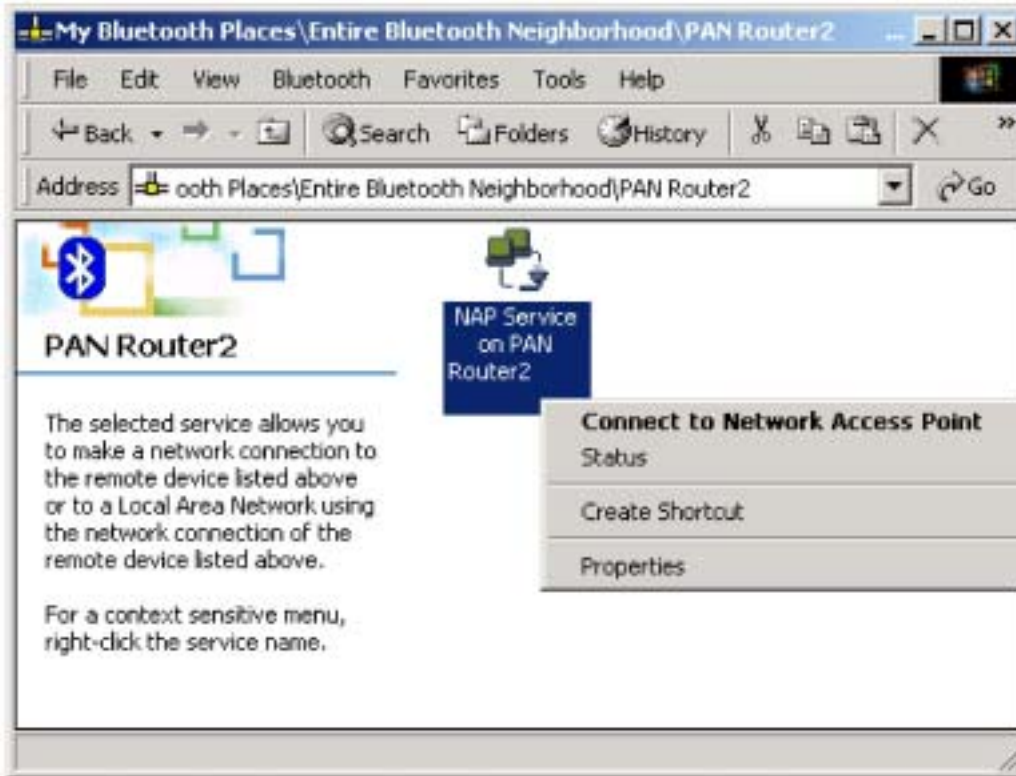 My Bluetooth Places\Entire Bluetooth Neighborhood\PAN Router2 ...
File Edit View Bluetooth Favorites Tools Help
Back Search Folders History »
Address ooth Places\Entire Bluetooth Neighborhood\PAN Router2 Go
PAN Router2
The selected service allows you
to make a network connection to
the remote device listed above
or to a Local Area Network using
the network connection of the
remote device listed above.
For a context sensitive menu,
right-click the service name.
NAP Service
on PAN
Router2
Connect to Network Access Point
Status
Create Shortcut
Properties